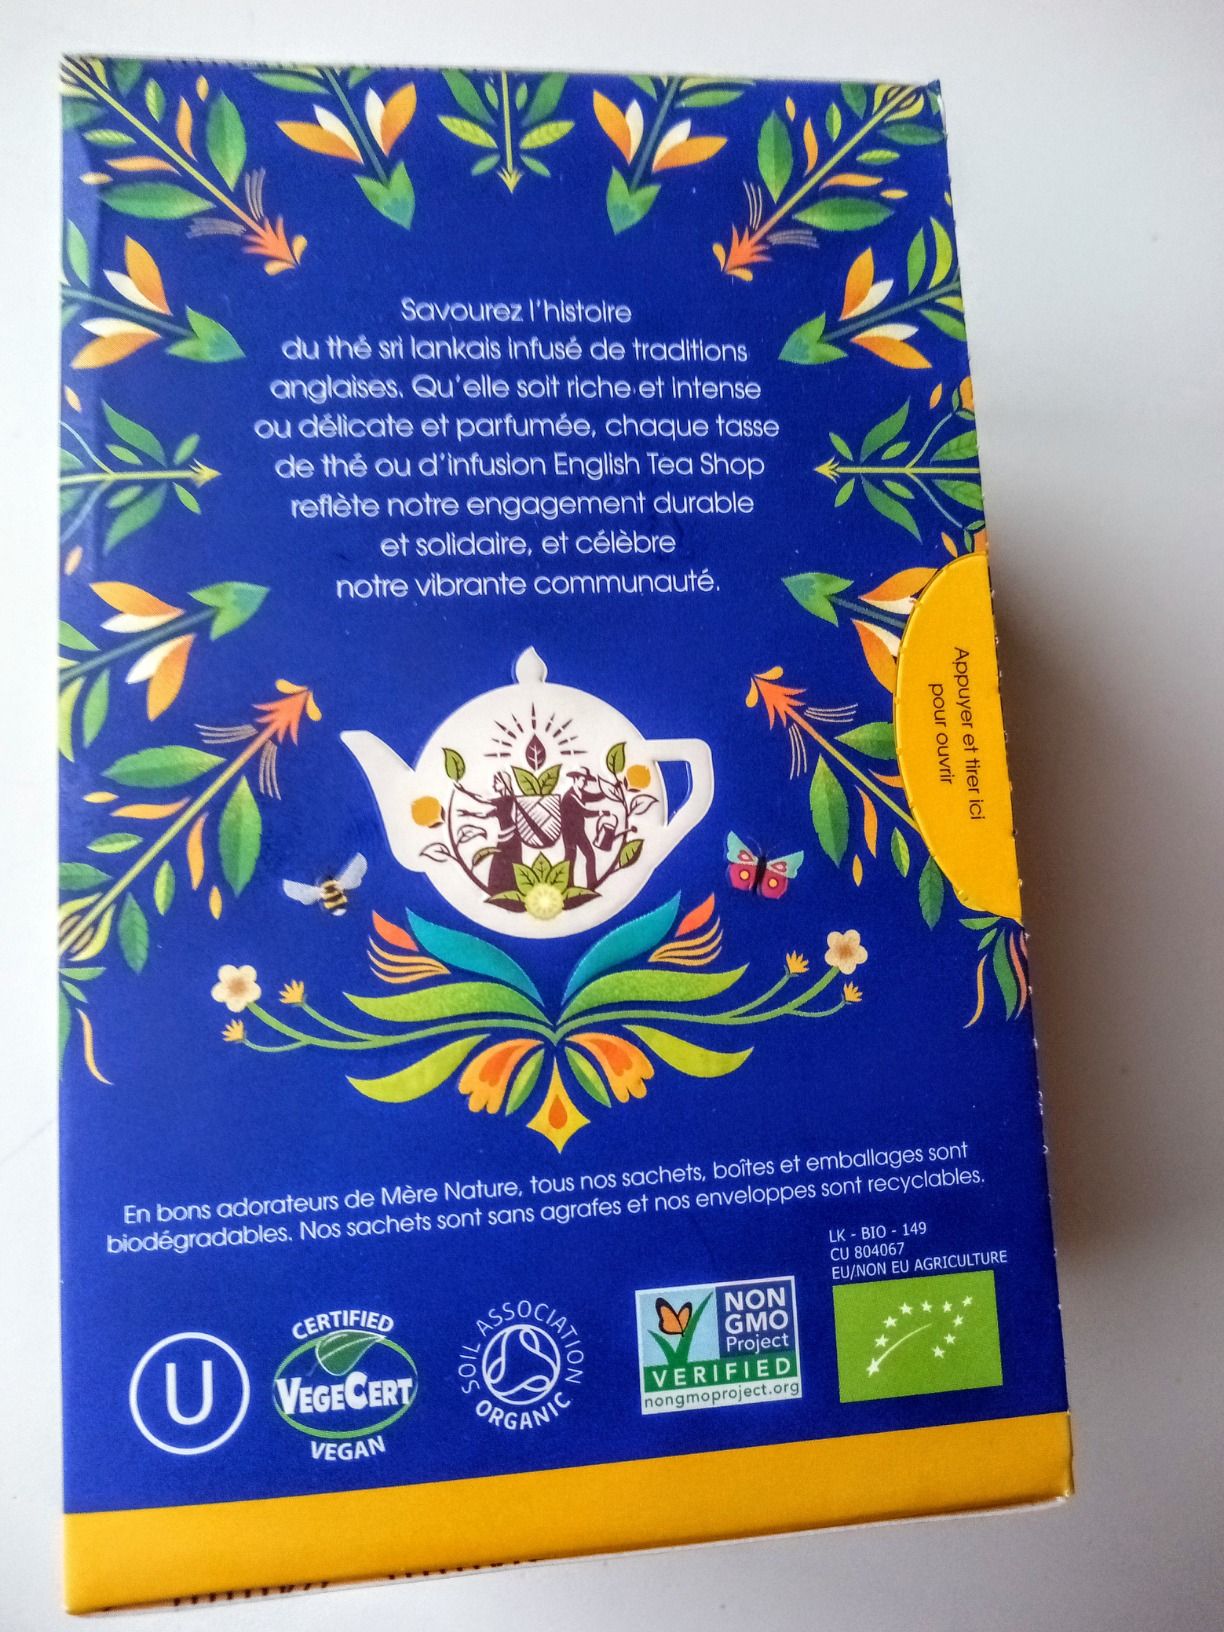 Savourez l'histoire
du thé sri lankais infusé de traditions
anglaises. Qu'elle soit riche et intense
ou délicate et parfumée, chaque tasse
de thé ou d'infusion English Tea Shop
reflète notre engagement durable
et solidaire, et célèbre
notre vibrante communauté.
Appuyer et tirer ici
pour ouvrir
En bons adorateurs de Mère Nature, tous nos sachets, boîtes et emballages sont
biodégradables. Nos sachets sont sans agrafes et nos enveloppes sont recyclables.
LK - BIO - 149
CU 804067
EU/NON EU AGRICULTURE
U
CERTIFIED
VEGECERT
VEGAN
SOIL ASSOCIATION
ORGANIC
NON
GMO
Project
VERIFIED
nongmoproject.org